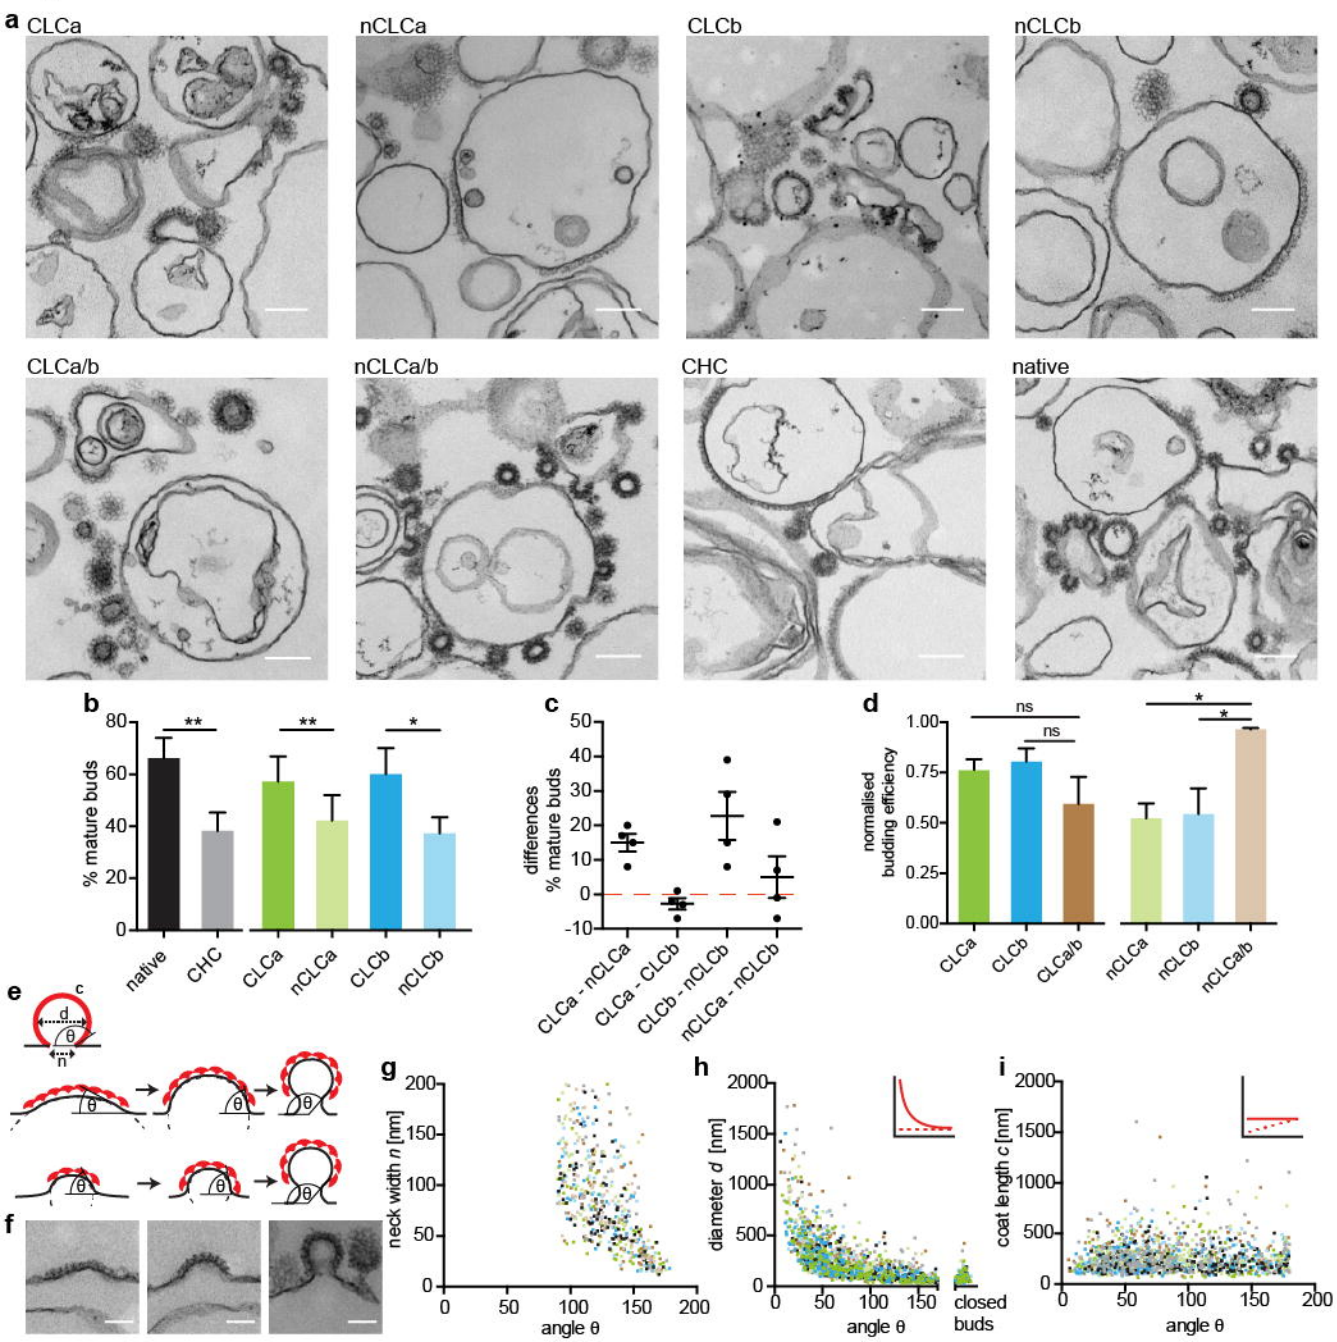 a
CLCa
nCLCa
CLCb
nCLCb
CLCa/b
nCLCa/b
CHC
native
b
% mature buds
80
60
40
20
0
**
**
*
native
CHC
CLCa
nCLCa
CLCb
nCLCb
c
differences
% mature buds
50
40
30
20
10
0
-10
CLCa - nCLCa
CLCa - CLCb
CLCb - nCLCb
nCLCa - nCLCb
d
normalised
budding efficiency
1.00
0.75
0.50
0.25
0.00
ns
ns
*
*
CLCa
CLCb
CLCa/b
nCLCa
nCLCb
nCLCa/b
e
c
d
θ
n
θ
θ
θ
θ
θ
θ
f
g
neck width n [nm]
200
150
100
50
0
0
50
100
150
200
angle θ
h
diameter d [nm]
2000
1500
1000
500
0
0
50
100
150
closed
buds
angle θ
i
coat length c [nm]
2000
1500
1000
500
0
0
50
100
150
200
angle θ